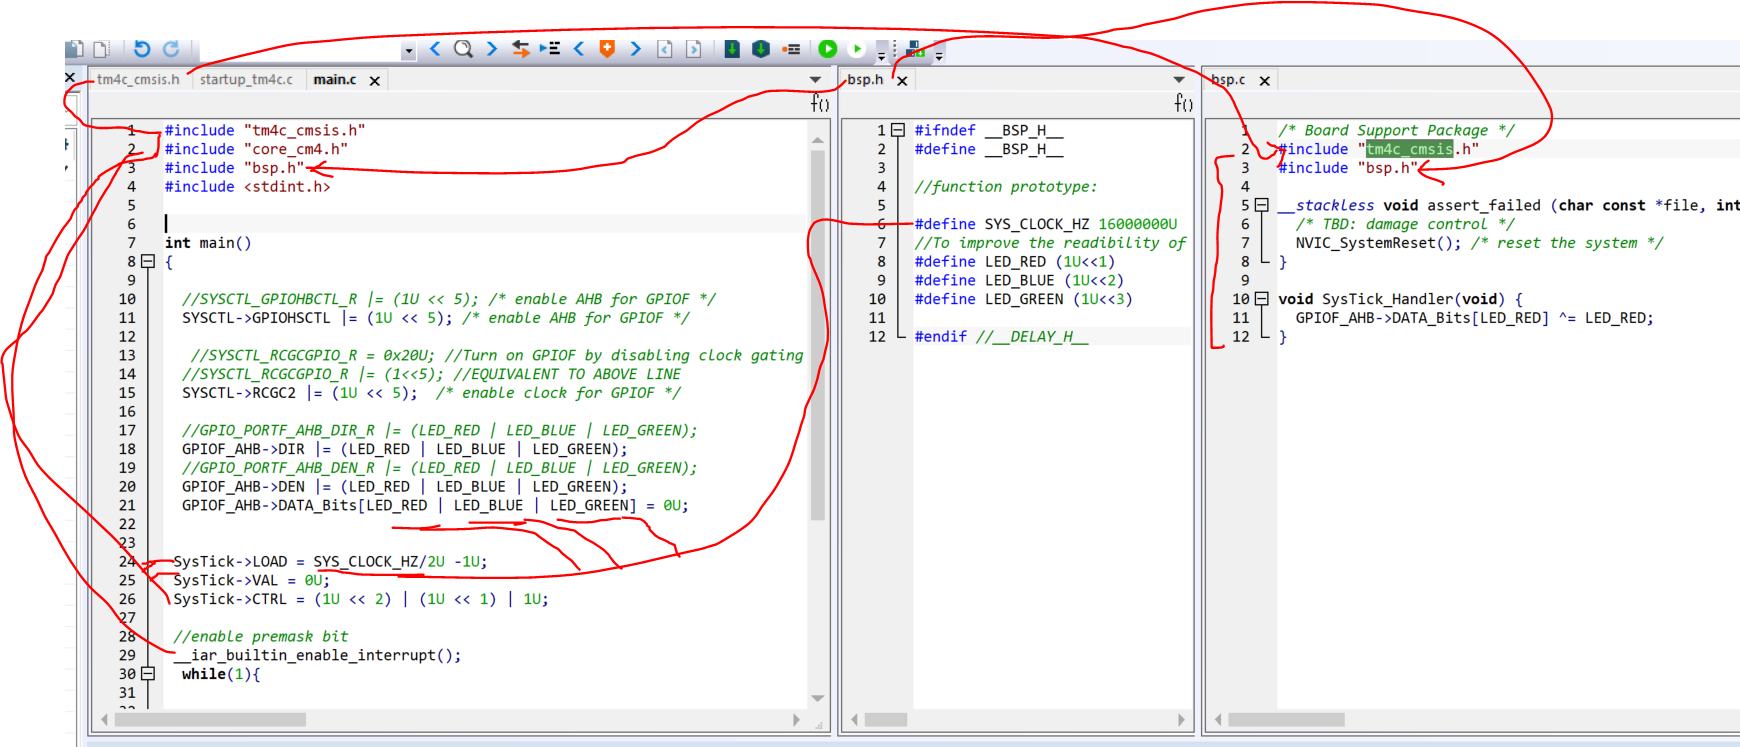 tm4c_cmsis.h startup_tm4c.c main.c
f()
1 #include "tm4c_cmsis.h"
2 #include "core_cm4.h"
3 #include "bsp.h"
4 #include <stdint.h>
5
6
7 int main()
8 {
9
10 //SYSCTL_GPIOHBCTL_R |= (1U << 5); /* enable AHB for GPIOF */
11 SYSCTL->GPIOHSCTL |= (1U << 5); /* enable AHB for GPIOF */
12
13 //SYSCTL_RCGCGPIO_R = 0x20U; //Turn on GPIOF by disabling clock gating
14 //SYSCTL_RCGCGPIO_R |= (1<<5); //EQUIVALENT TO ABOVE LINE
15 SYSCTL->RCGC2 |= (1U << 5); /* enable clock for GPIOF */
16
17 //GPIO_PORTF_AHB_DIR_R |= (LED_RED | LED_BLUE | LED_GREEN);
18 GPIOF_AHB->DIR |= (LED_RED | LED_BLUE | LED_GREEN);
19 //GPIO_PORTF_AHB_DEN_R |= (LED_RED | LED_BLUE | LED_GREEN);
20 GPIOF_AHB->DEN |= (LED_RED | LED_BLUE | LED_GREEN);
21 GPIOF_AHB->DATA_Bits[LED_RED | LED_BLUE | LED_GREEN] = 0U;
22
23
24 SysTick->LOAD = SYS_CLOCK_HZ/2U -1U;
25 SysTick->VAL = 0U;
26 SysTick->CTRL = (1U << 2) | (1U << 1) | 1U;
27
28 //enable premask bit
29 __iar_builtin_enable_interrupt();
30 while(1){
31
bsp.h
f()
1 #ifndef __BSP_H__
2 #define __BSP_H__
3
4 //function prototype:
5
6 #define SYS_CLOCK_HZ 16000000U
7 //To improve the readibility of
8 #define LED_RED (1U<<1)
9 #define LED_BLUE (1U<<2)
10 #define LED_GREEN (1U<<3)
11
12 #endif //__DELAY_H__
bsp.c
1 /* Board Support Package */
2 #include "tm4c_cmsis.h"
3 #include "bsp.h"
4
5 __stackless void assert_failed (char const *file, int
6 /* TBD: damage control */
7 NVIC_SystemReset(); /* reset the system */
8 }
9
10 void SysTick_Handler(void) {
11 GPIOF_AHB->DATA_Bits[LED_RED] ^= LED_RED;
12 }